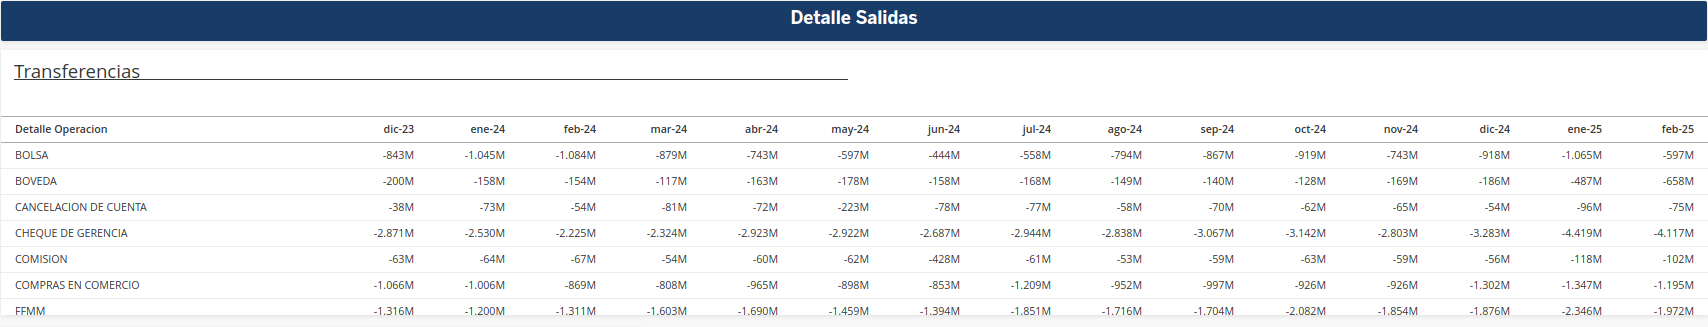 Detalle Salidas
Transferencias
Detalle Operacion dic-23 ene-24 feb-24 mar-24 abr-24 may-24 jun-24 jul-24 ago-24 sep-24 oct-24 nov-24 dic-24 ene-25 feb-25
BOLSA -843M -1.045M -1.084M -879M -743M -597M -444M -558M -794M -867M -919M -743M -918M -1.065M -597M
BOVEDA -200M -158M -154M -117M -163M -178M -158M -168M -149M -140M -128M -169M -186M -487M -658M
CANCELACION DE CUENTA -38M -73M -54M -81M -72M -223M -78M -77M -58M -70M -62M -65M -54M -96M -75M
CHEQUE DE GERENCIA -2.871M -2.530M -2.225M -2.324M -2.923M -2.922M -2.687M -2.944M -2.838M -3.067M -3.142M -2.803M -3.283M -4.419M -4.117M
COMISION -63M -64M -67M -54M -60M -62M -428M -61M -53M -59M -63M -59M -56M -118M -102M
COMPRAS EN COMERCIO -1.066M -1.006M -869M -808M -965M -898M -853M -1.209M -952M -997M -926M -926M -1.302M -1.347M -1.195M
FFMM -1.316M -1.200M -1.311M -1.603M -1.690M -1.459M -1.394M -1.851M -1.716M -1.704M -2.082M -1.854M -1.876M -2.346M -1.972M